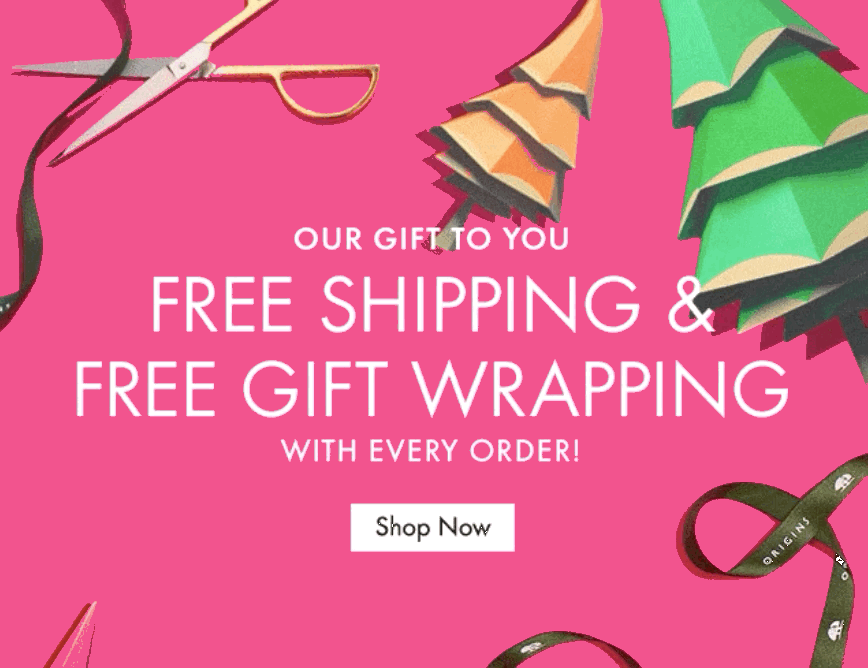 OUR GIFT TO YOU
FREE SHIPPING &
FREE GIFT WRAPPING
WITH EVERY ORDER!
Shop Now
ORIGINS